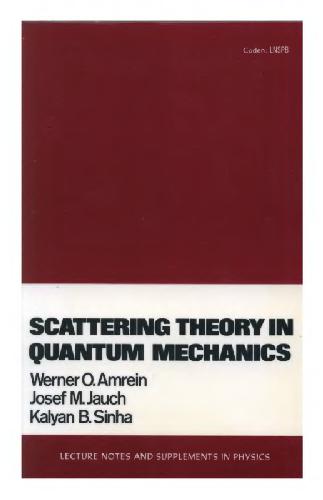 Coden: LNSPB
SCATTERING THEORY IN
QUANTUM MECHANICS
Werner O. Amrein
Josef M. Jauch
Kalyan B. Sinha
LECTURE NOTES AND SUPPLEMENTS IN PHYSICS